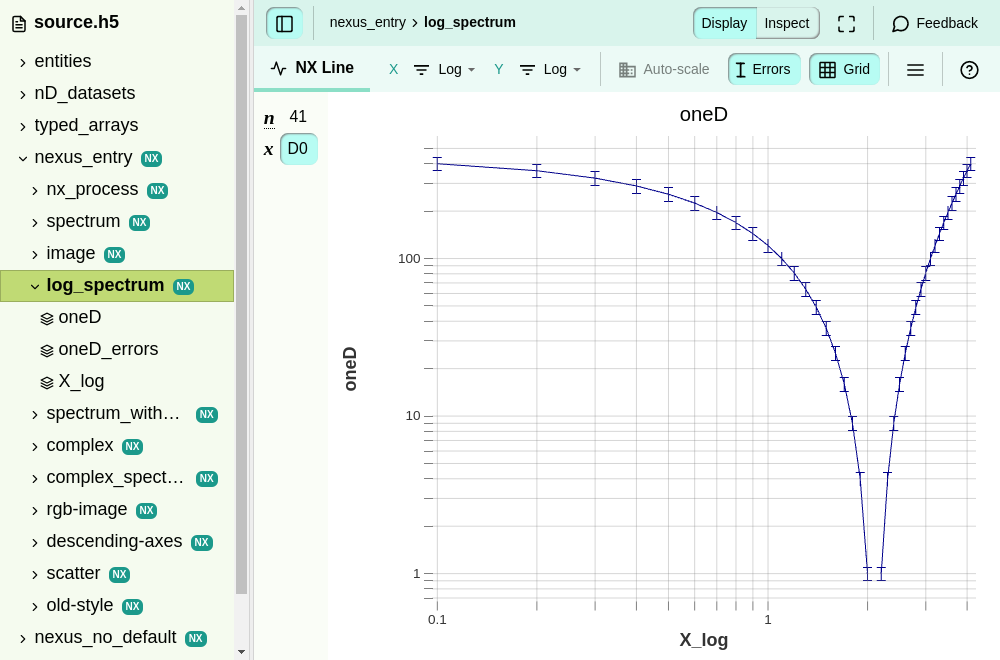 source.h5
entities
nD_datasets
typed_arrays
nexus_entry NX
nx_process NX
spectrum NX
image NX
log_spectrum NX
oneD
oneD_errors
X_log
spectrum_with… NX
complex NX
complex_spect… NX
rgb-image NX
descending-axes NX
scatter NX
old-style NX
nexus_no_default NX
nexus_entry › log_spectrum
Display Inspect
Feedback
NX Line
X Log
Y Log
Auto-scale
Errors
Grid
n 41
x D0
oneD
oneD
100
10
1
0.1 1
X_log